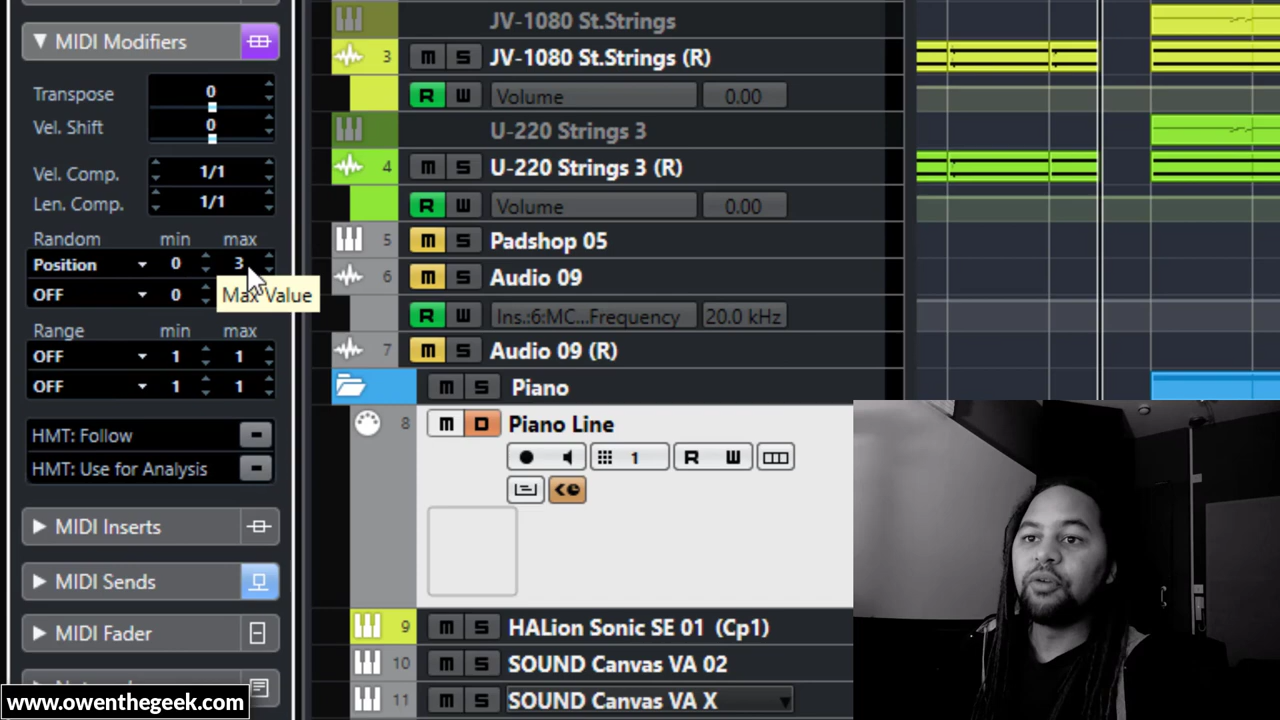 MIDI Modifiers
Transpose 0
Vel. Shift 0
Vel. Comp. 1/1
Len. Comp. 1/1
Random min max
Position 0 3
OFF 0
Max Value
Range min max
OFF 1 1
OFF 1 1
HMT: Follow
HMT: Use for Analysis
MIDI Inserts
MIDI Sends
MIDI Fader
www.owenthegeek.com
JV-1080 St.Strings
3 M S JV-1080 St.Strings (R)
R W Volume 0.00
U-220 Strings 3
4 M S U-220 Strings 3 (R)
R W Volume 0.00
5 M S Padshop 05
6 M S Audio 09
R W Ins.:6:MC...Frequency 20.0 kHz
7 M S Audio 09 (R)
M S Piano
8 M D Piano Line
1 R W
9 M S HALion Sonic SE 01 (Cp1)
10 M S SOUND Canvas VA 02
11 M S SOUND Canvas VA X